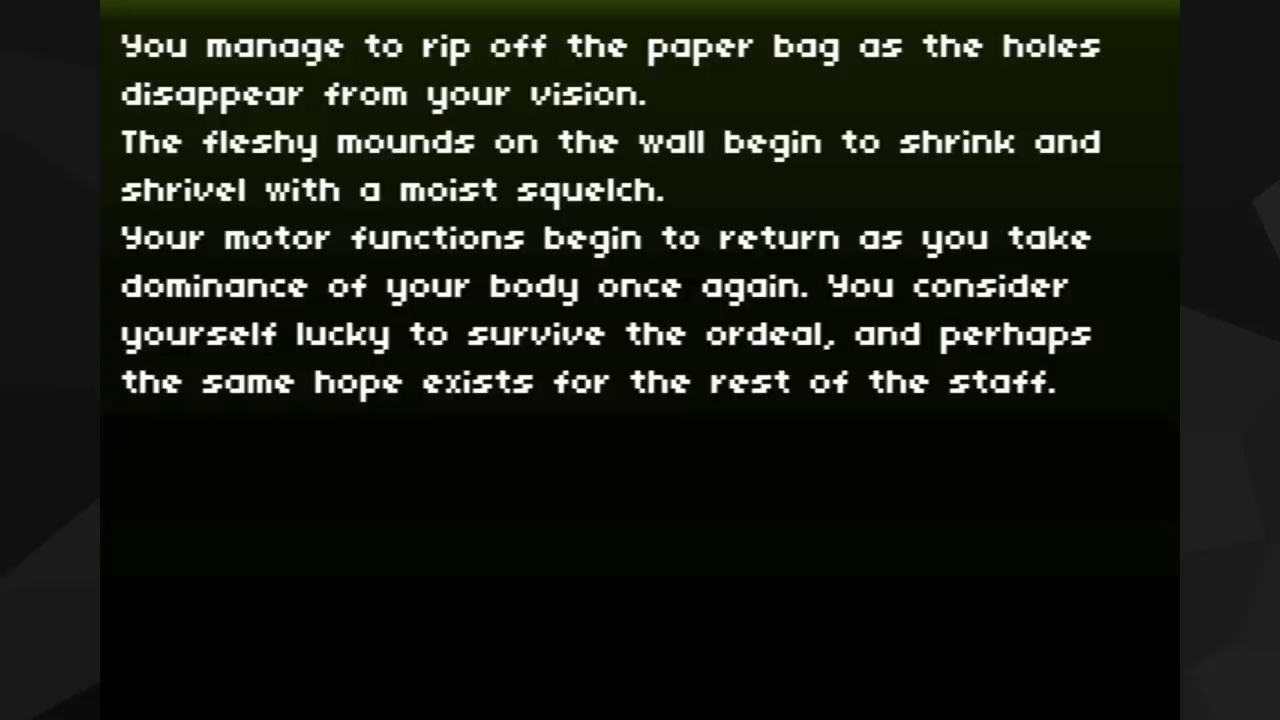 You manage to rip off the paper bag as the holes
disappear from your vision.
The fleshy mounds on the wall begin to shrink and
shrivel with a moist squelch.
Your motor functions begin to return as you take
dominance of your body once again. You consider
yourself lucky to survive the ordeal, and perhaps
the same hope exists for the rest of the staff.